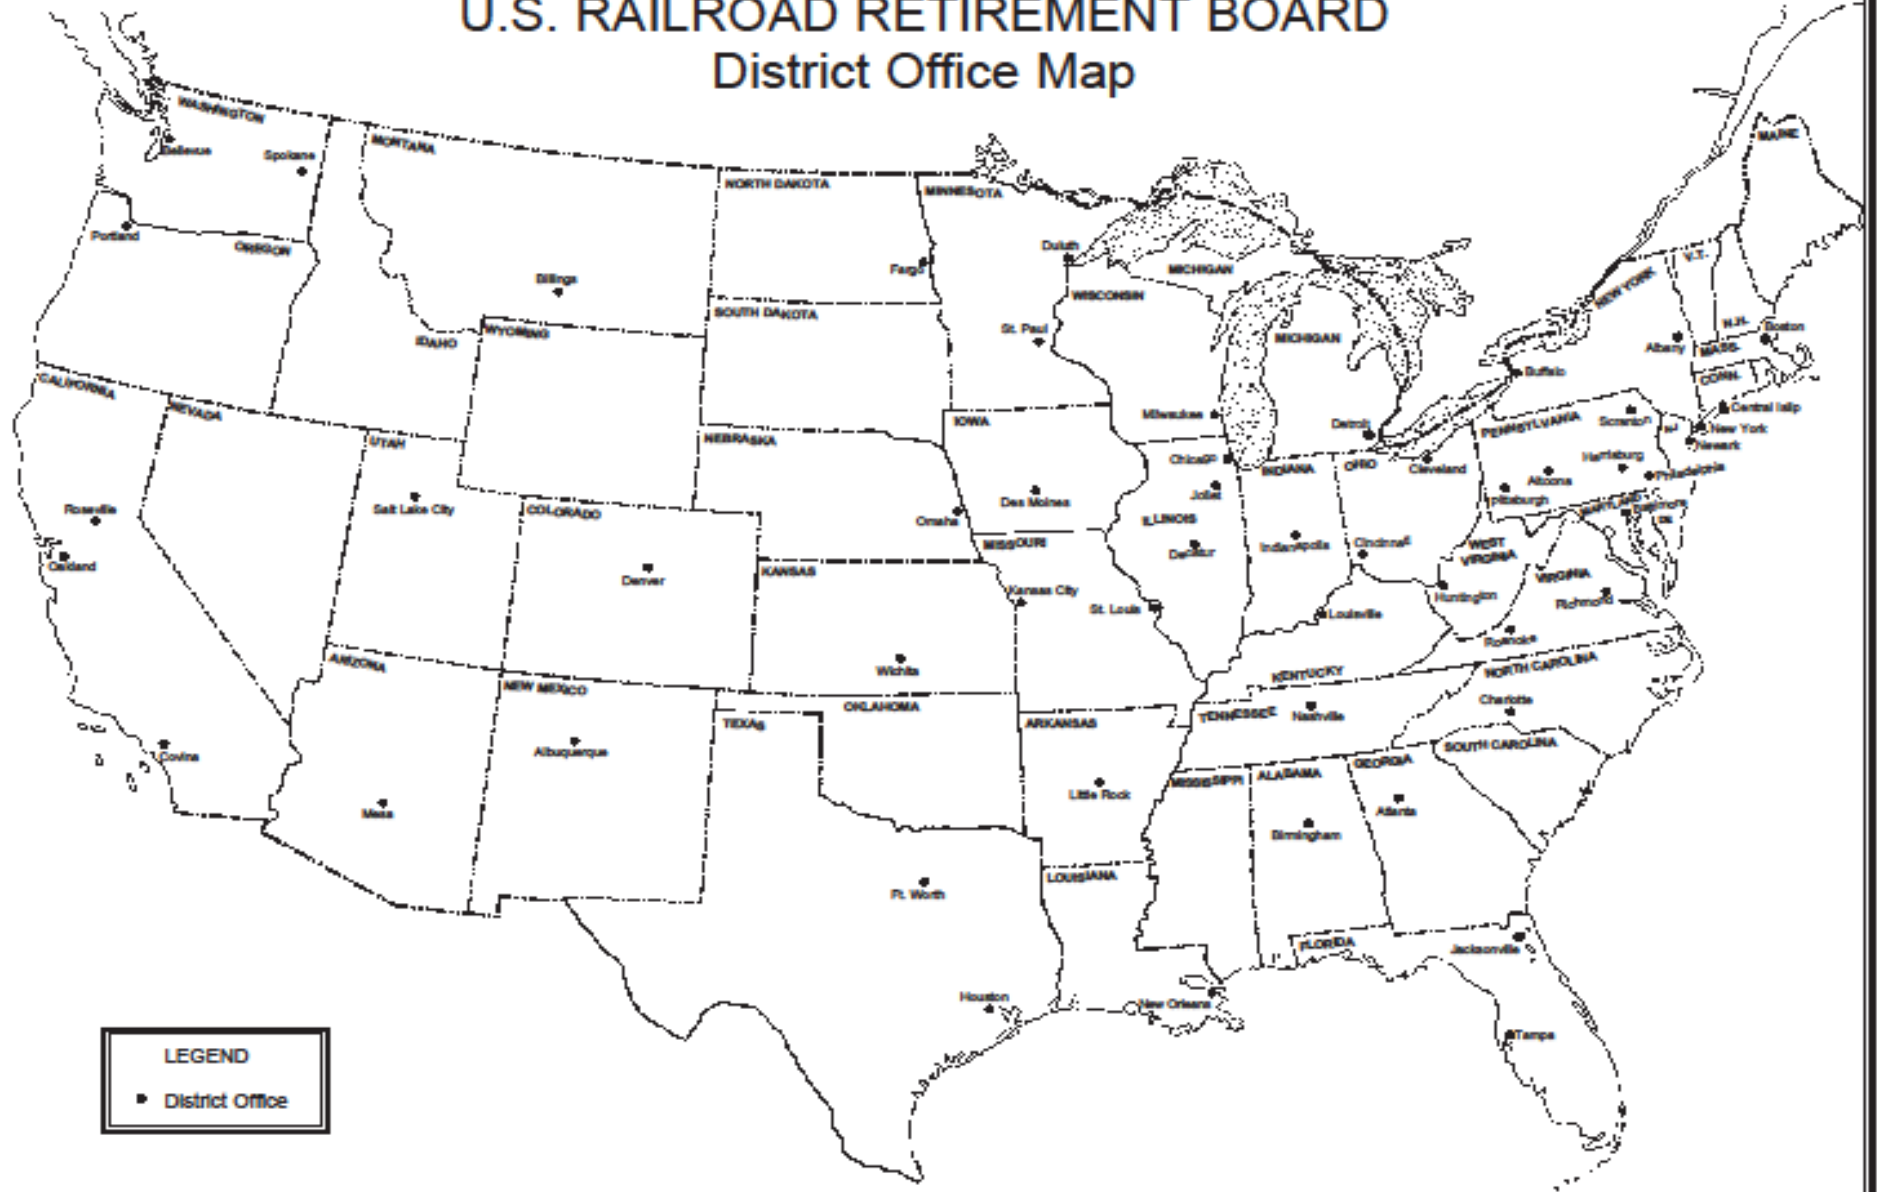 U.S. RAILROAD RETIREMENT BOARD
District Office Map
WASHINGTON
Bellevue
Spokane
MONTANA
NORTH DAKOTA
MINNESOTA
MAINE
Portland
OREGON
Billings
Fargo
Duluth
MICHIGAN
WISCONSIN
NEW YORK
V.T.
SOUTH DAKOTA
St. Paul
MICHIGAN
N.H.
Boston
IDAHO
WYOMING
Albany
MASS.
CALIFORNIA
NEVADA
Buffalo
CONN.
UTAH
NEBRASKA
IOWA
Milwaukee
Detroit
PENNSYLVANIA
Scranton
NJ
Central Islip
New York
Newark
Chicago
INDIANA
OHIO
Cleveland
Harrisburg
Philadelphia
Altoona
Pittsburgh
Roseville
Salt Lake City
COLORADO
Omaha
Des Moines
Joliet
ILLINOIS
MARYLAND
Baltimore
DE
Oakland
Denver
KANSAS
MISSOURI
Decatur
Indianapolis
Cincinnati
WEST
VIRGINIA
VIRGINIA
Kansas City
St. Louis
Louisville
Huntington
Richmond
Roanoke
ARIZONA
NEW MEXICO
Wichita
KENTUCKY
NORTH CAROLINA
TEXAS
OKLAHOMA
ARKANSAS
TENNESSEE
Nashville
Charlotte
Covina
Albuquerque
SOUTH CAROLINA
MISSISSIPPI
ALABAMA
GEORGIA
Mesa
Little Rock
Birmingham
Atlanta
Ft. Worth
LOUISIANA
FLORIDA
Jacksonville
Houston
New Orleans
Tampa
LEGEND
District Office